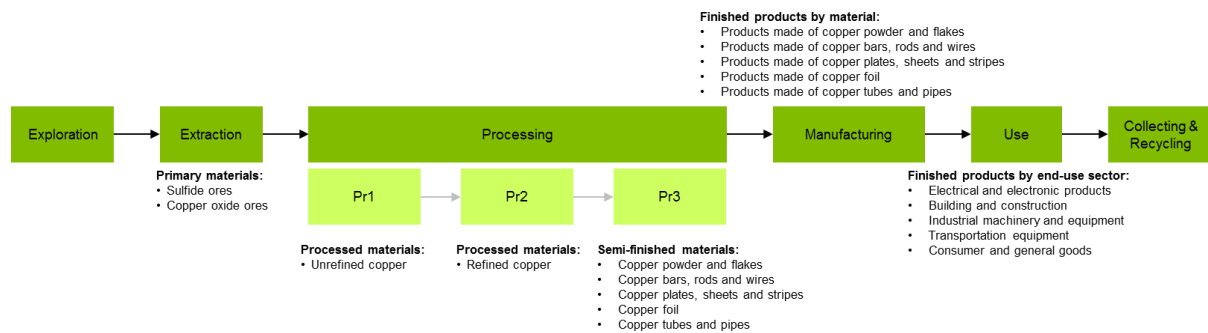 Finished products by material:
• Products made of copper powder and flakes
• Products made of copper bars, rods and wires
• Products made of copper plates, sheets and stripes
• Products made of copper foil
• Products made of copper tubes and pipes
Exploration
Extraction
Processing
Manufacturing
Use
Collecting &
Recycling
Primary materials:
• Sulfide ores
• Copper oxide ores
Pr1
Pr2
Pr3
Finished products by end-use sector:
• Electrical and electronic products
• Building and construction
• Industrial machinery and equipment
• Transportation equipment
• Consumer and general goods
Processed materials:
• Unrefined copper
Processed materials:
• Refined copper
Semi-finished materials:
• Copper powder and flakes
• Copper bars, rods and wires
• Copper plates, sheets and stripes
• Copper foil
• Copper tubes and pipes